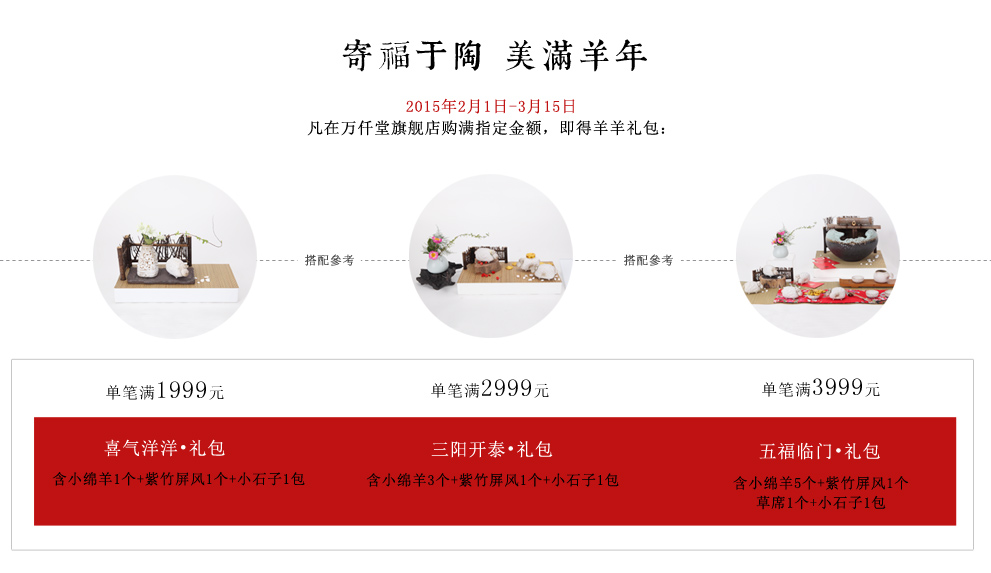 寄福于陶 美滿羊年
2015年2月1日-3月15日
凡在万仟堂旗舰店购满指定金额，即得羊羊礼包：
搭配參考
搭配參考
单笔满1999元
单笔满2999元
单笔满3999元
喜气洋洋•礼包
三阳开泰•礼包
五福临门•礼包
含小绵羊1个+紫竹屏风1个+小石子1包
含小绵羊3个+紫竹屏风1个+小石子1包
含小绵羊5个+紫竹屏风1个
草席1个+小石子1包